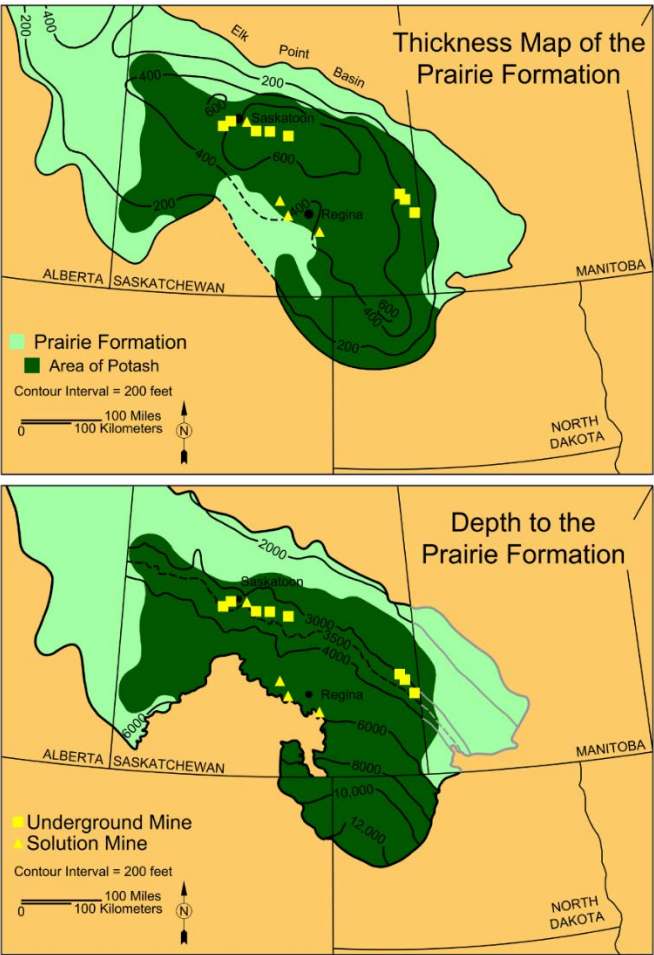 Elk Point Basin
Thickness Map of the
Prairie Formation
200
400
400
200
400
200
600
Saskatoon
600
400
200
400
Regina
600
400
200
ALBERTA
SASKATCHEWAN
MANITOBA
Prairie Formation
Area of Potash
Contour Interval = 200 feet
100 Miles
0
100 Kilometers
N
NORTH
DAKOTA
Depth to the
Prairie Formation
2000
Saskatoon
3000
3500
4000
Regina
6000
6000
8000
10,000
12,000
ALBERTA
SASKATCHEWAN
MANITOBA
Underground Mine
Solution Mine
Contour Interval = 200 feet
100 Miles
0
100 Kilometers
N
NORTH
DAKOTA